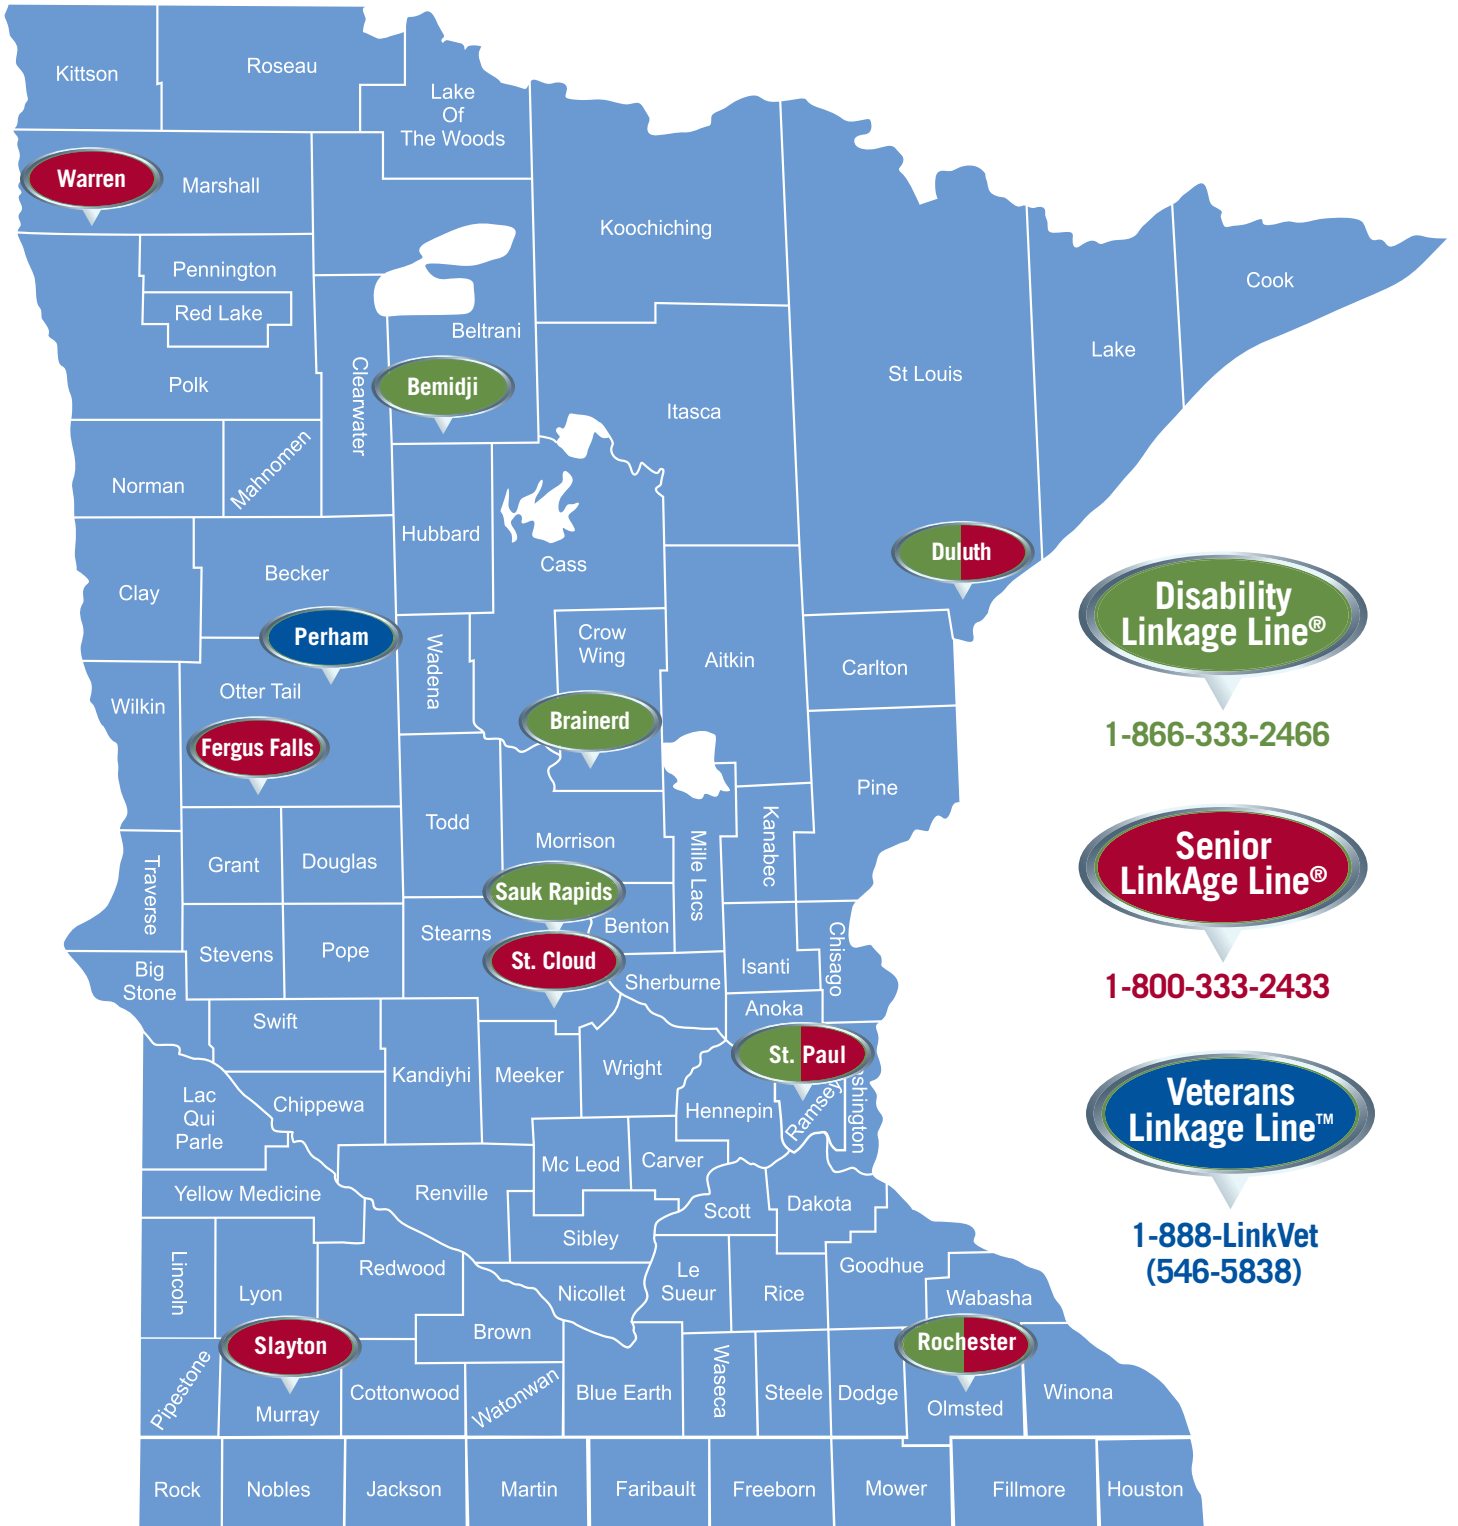 Kittson
Roseau
Lake
Of
The Woods
Warren
Marshall
Koochiching
Pennington
Red Lake
Cook
Beltrani
Lake
St Louis
Polk
Clearwater
Bemidji
Itasca
Norman
Mahnomen
Hubbard
Cass
Duluth
Becker
Clay
Disability
Linkage Line®
1-866-333-2466
Perham
Wadena
Crow
Wing
Aitkin
Carlton
Otter Tail
Wilkin
Brainerd
Fergus Falls
Pine
Todd
Morrison
Mille Lacs
Kanabec
Traverse
Grant
Douglas
Senior
LinkAge Line®
1-800-333-2433
Sauk Rapids
Stearns
Benton
Stevens
Pope
St. Cloud
Isanti
Chisago
Big
Stone
Sherburne
Anoka
Swift
St. Paul
Kandiyhi
Meeker
Wright
Lac
Qui
Parle
Chippewa
Hennepin
Ramsey
shington
Veterans
Linkage Line™
1-888-LinkVet
(546-5838)
Mc Leod
Carver
Yellow Medicine
Renville
Scott
Dakota
Sibley
Lincoln
Lyon
Redwood
Nicollet
Le
Sueur
Rice
Goodhue
Wabasha
Slayton
Brown
Rochester
Pipestone
Murray
Cottonwood
Watonwan
Blue Earth
Waseca
Steele
Dodge
Olmsted
Winona
Rock
Nobles
Jackson
Martin
Faribault
Freeborn
Mower
Fillmore
Houston